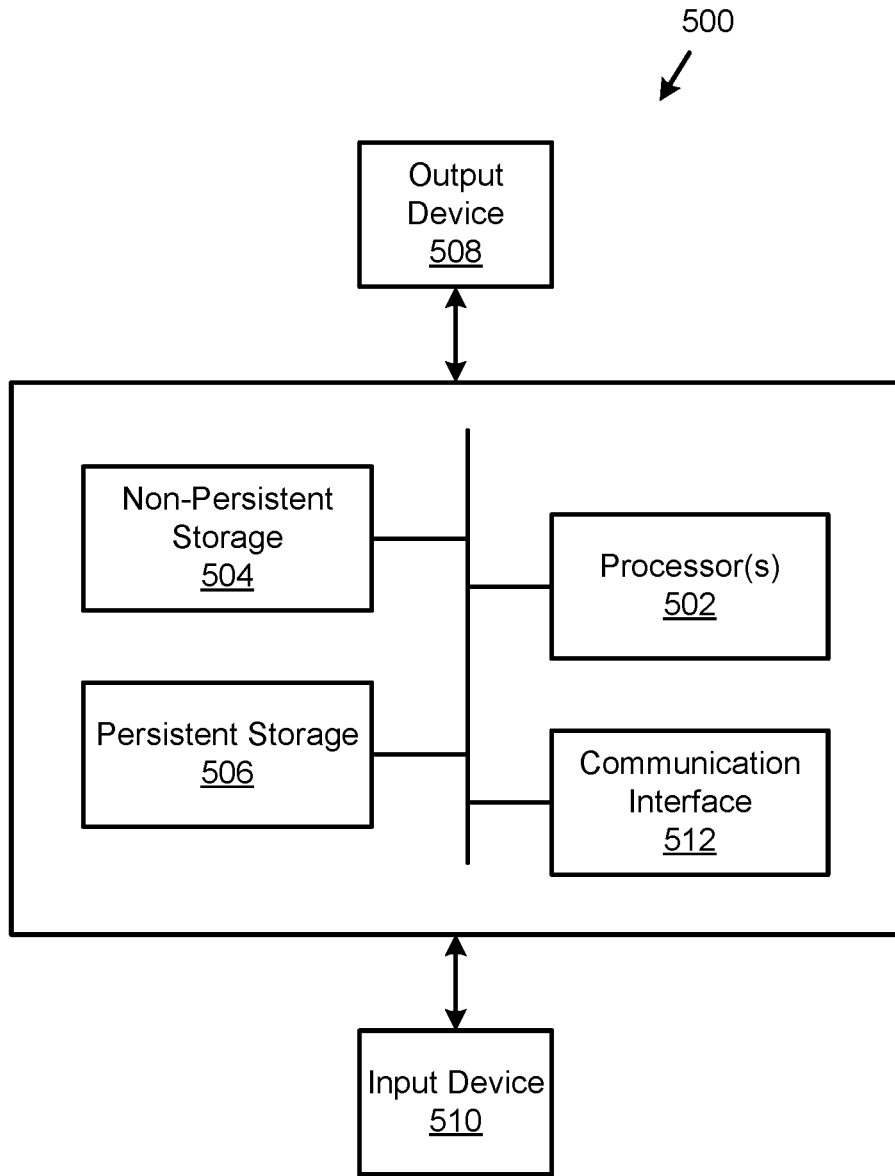 500
Output
Device
508
Non-Persistent
Storage
504
Processor(s)
502
Persistent Storage
506
Communication
Interface
512
Input Device
510